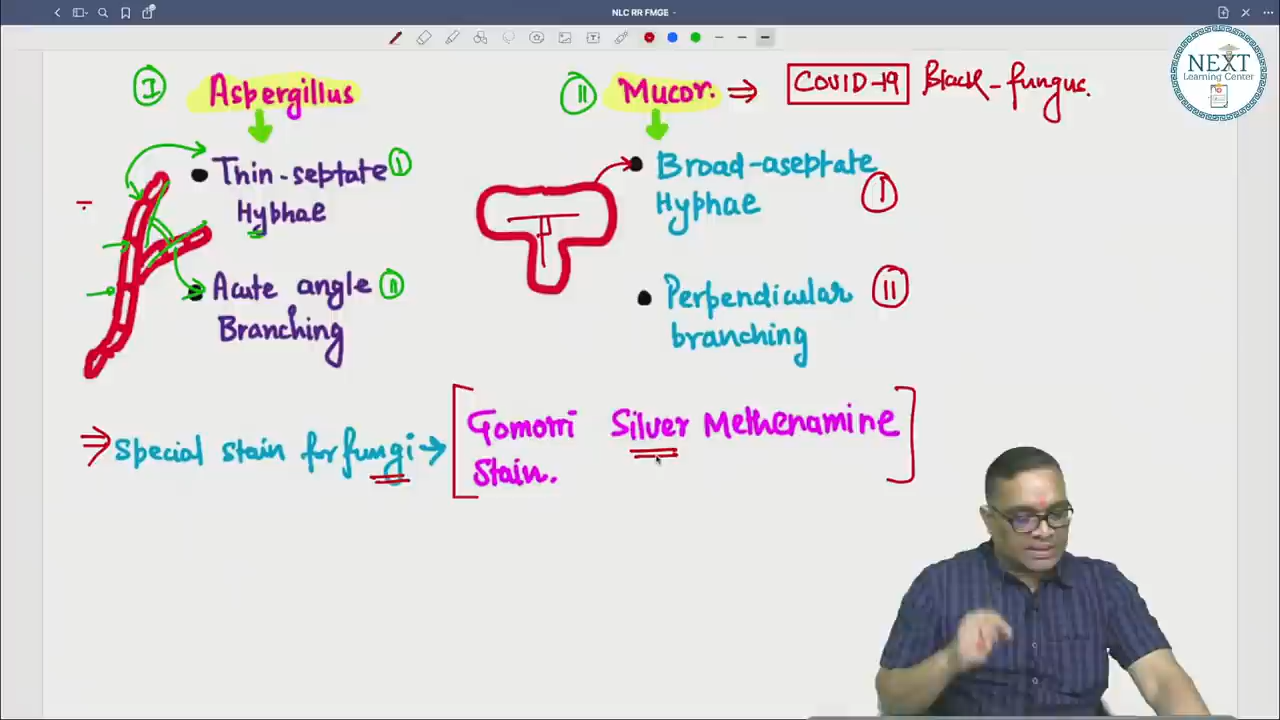 NLC RR FMGE
NEXT
Learning Center
I Aspergillus
Thin-septate I
Hyphae
Acute angle II
Branching
II Mucor. ⇒ COVID-19 Black-fungus.
Broad-aseptate
Hyphae I
Perpendicular II
branching
⇒ Special stain for fungi → [Gomorri Silver Methenamine
Stain.]